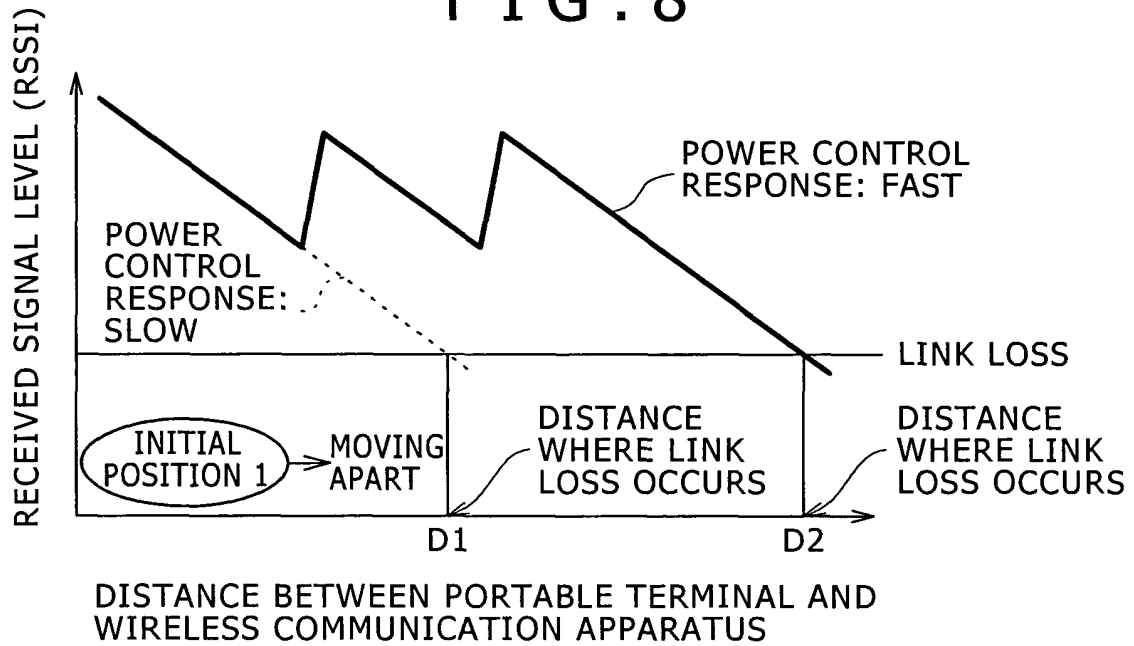 FIG.8
RECEIVED SIGNAL LEVEL (RSSI)
POWER CONTROL
RESPONSE: FAST
POWER
CONTROL
RESPONSE:
SLOW
LINK LOSS
INITIAL
POSITION 1
MOVING
APART
DISTANCE
WHERE LINK
LOSS OCCURS
DISTANCE
WHERE LINK
LOSS OCCURS
D1
D2
DISTANCE BETWEEN PORTABLE TERMINAL AND
WIRELESS COMMUNICATION APPARATUS